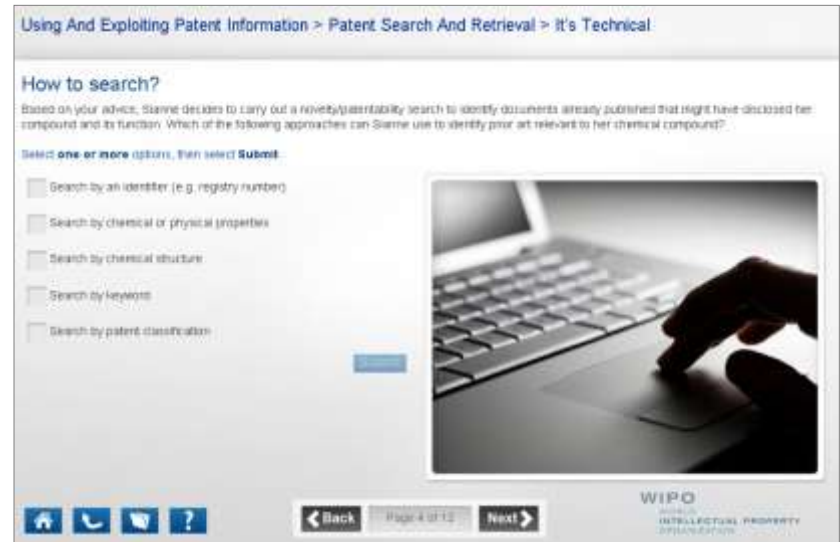 Using And Exploiting Patent Information > Patent Search And Retrieval > It's Technical
How to search?
Based on your advice, Sianne decides to carry out a novelty/patentability search to identify documents already published that might have disclosed her
compound and its function. Which of the following approaches can Sianne use to identify prior art relevant to her chemical compound?
Select one or more options, then select Submit.
Search by an identifier (e.g. registry number)
Search by chemical or physical properties
Search by chemical structure
Search by keyword
Search by patent classification
Submit
? Back Page 4 of 12 Next
WIPO
WORLD
INTELLECTUAL PROPERTY
ORGANIZATION